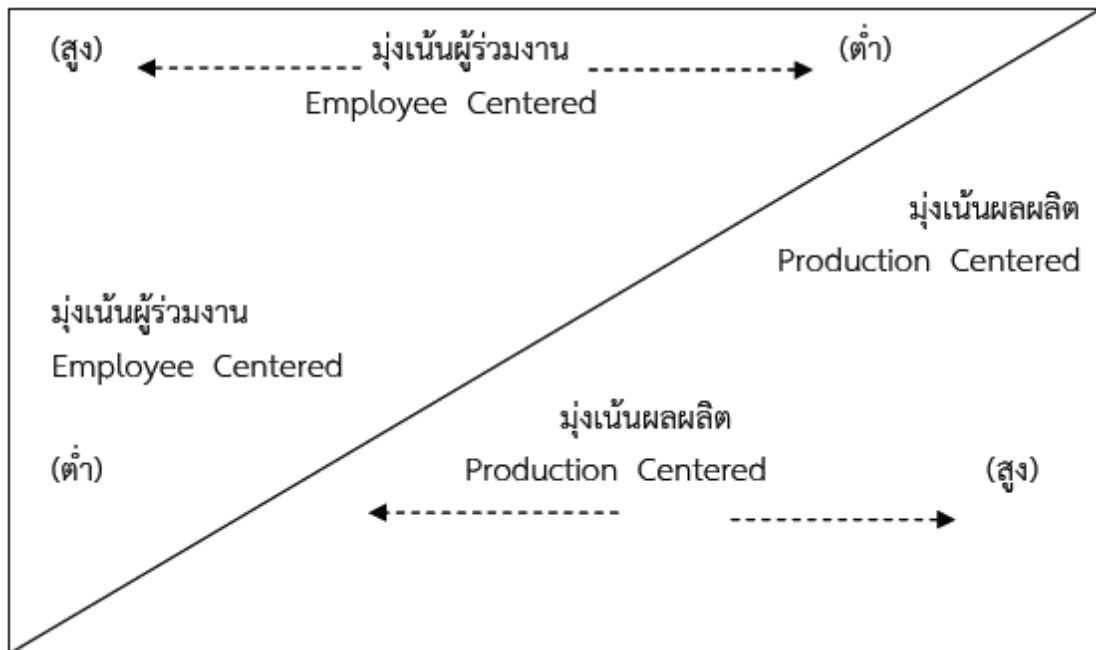 (สูง) มุ่งเน้นผู้ร่วมงาน (ต่ำ)
Employee Centered
มุ่งเน้นผลผลิต
Production Centered
มุ่งเน้นผู้ร่วมงาน
Employee Centered
มุ่งเน้นผลผลิต
(ต่ำ) Production Centered (สูง)